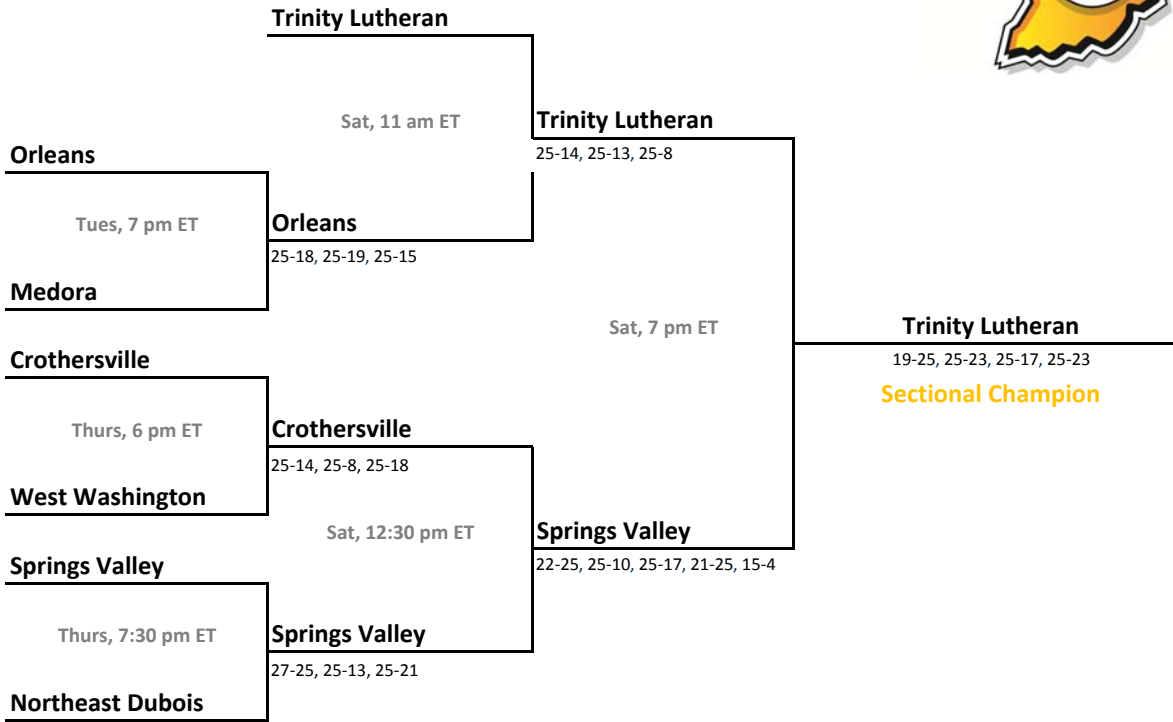 Trinity Lutheran
Sat, 11 am ET
Trinity Lutheran
25-14, 25-13, 25-8
Orleans
Tues, 7 pm ET
Orleans
25-18, 25-19, 25-15
Medora
Sat, 7 pm ET
Trinity Lutheran
19-25, 25-23, 25-17, 25-23
Sectional Champion
Crothersville
Thurs, 6 pm ET
Crothersville
25-14, 25-8, 25-18
West Washington
Sat, 12:30 pm ET
Springs Valley
22-25, 25-10, 25-17, 21-25, 15-4
Springs Valley
Thurs, 7:30 pm ET
Springs Valley
27-25, 25-13, 25-21
Northeast Dubois